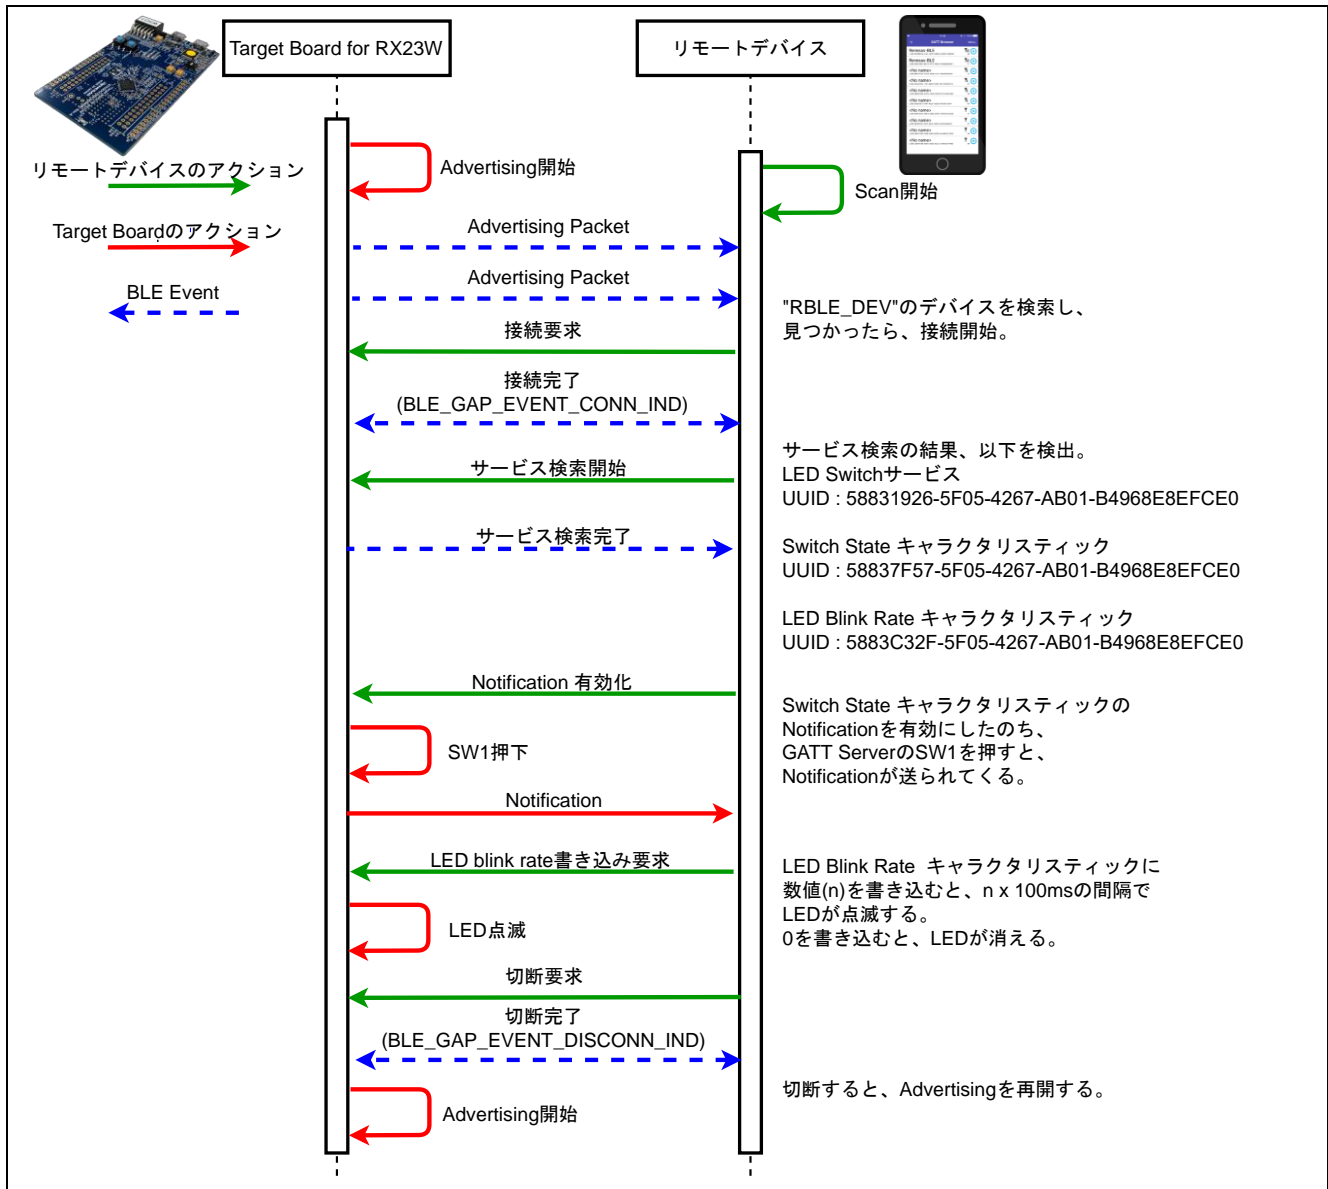 Target Board for RX23W
リモートデバイス
GATT Browser
リモートデバイスのアクション
Target Boardのアクション
BLE Event
Advertising開始
Scan開始
Advertising Packet
Advertising Packet
"RBLE_DEV"のデバイスを検索し、
見つかったら、接続開始。
接続要求
接続完了
(BLE_GAP_EVENT_CONN_IND)
サービス検索の結果、以下を検出。
LED Switchサービス
UUID : 58831926-5F05-4267-AB01-B4968E8EFCE0
サービス検索開始
サービス検索完了
Switch State キャラクタリスティック
UUID : 58837F57-5F05-4267-AB01-B4968E8EFCE0
LED Blink Rate キャラクタリスティック
UUID : 5883C32F-5F05-4267-AB01-B4968E8EFCE0
Notification 有効化
Switch State キャラクタリスティックの
Notificationを有効にしたのち、
GATT ServerのSW1を押すと、
Notificationが送られてくる。
SW1押下
Notification
LED blink rate書き込み要求
LED Blink Rate キャラクタリスティックに
数値(n)を書き込むと、n x 100msの間隔で
LEDが点滅する。
0を書き込むと、LEDが消える。
LED点滅
切断要求
切断完了
(BLE_GAP_EVENT_DISCONN_IND)
切断すると、Advertisingを再開する。
Advertising開始